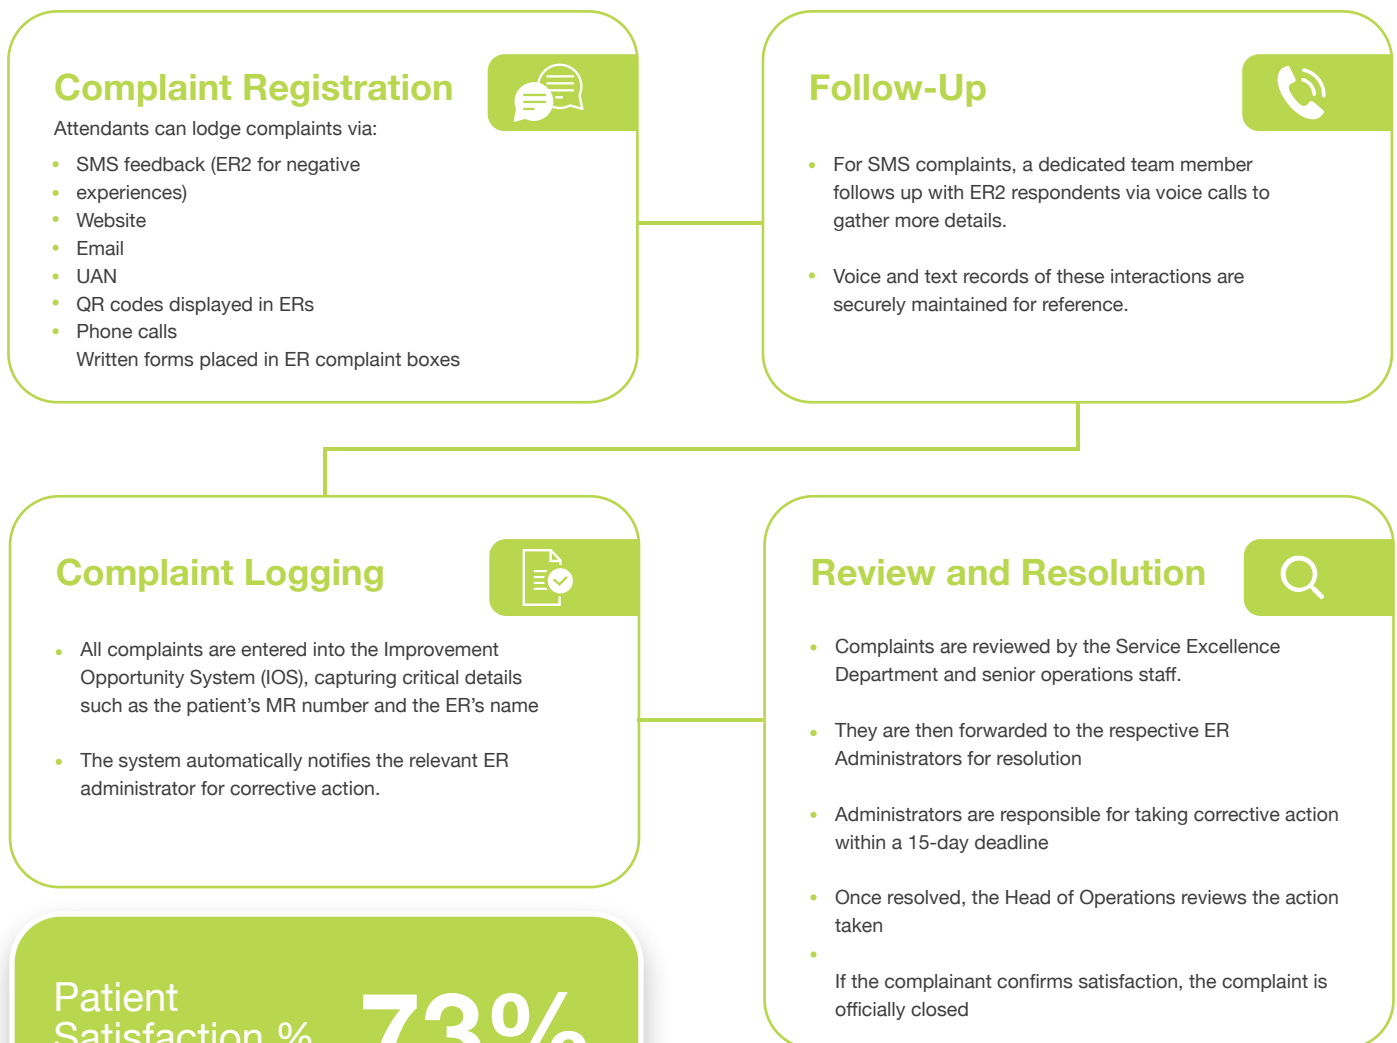 Complaint Registration
Attendants can lodge complaints via:
• SMS feedback (ER2 for negative
• experiences)
• Website
• Email
• UAN
• QR codes displayed in ERs
• Phone calls
Written forms placed in ER complaint boxes
Follow-Up
• For SMS complaints, a dedicated team member
follows up with ER2 respondents via voice calls to
gather more details.
• Voice and text records of these interactions are
securely maintained for reference.
Complaint Logging
• All complaints are entered into the Improvement
Opportunity System (IOS), capturing critical details
such as the patient's MR number and the ER's name
• The system automatically notifies the relevant ER
administrator for corrective action.
Review and Resolution
• Complaints are reviewed by the Service Excellence
Department and senior operations staff.
• They are then forwarded to the respective ER
Administrators for resolution
• Administrators are responsible for taking corrective action
within a 15-day deadline
• Once resolved, the Head of Operations reviews the action
taken
•
If the complainant confirms satisfaction, the complaint is
officially closed
Patient
Satisfaction %
73%